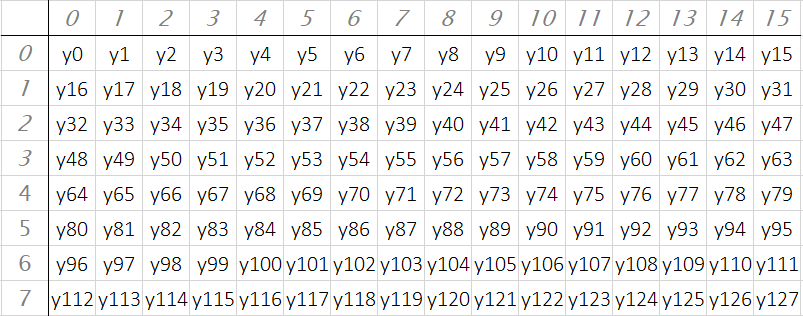 0 1 2 3 4 5 6 7 8 9 10 11 12 13 14 15
0 y0 y1 y2 y3 y4 y5 y6 y7 y8 y9 y10 y11 y12 y13 y14 y15
1 y16 y17 y18 y19 y20 y21 y22 y23 y24 y25 y26 y27 y28 y29 y30 y31
2 y32 y33 y34 y35 y36 y37 y38 y39 y40 y41 y42 y43 y44 y45 y46 y47
3 y48 y49 y50 y51 y52 y53 y54 y55 y56 y57 y58 y59 y60 y61 y62 y63
4 y64 y65 y66 y67 y68 y69 y70 y71 y72 y73 y74 y75 y76 y77 y78 y79
5 y80 y81 y82 y83 y84 y85 y86 y87 y88 y89 y90 y91 y92 y93 y94 y95
6 y96 y97 y98 y99 y100 y101 y102 y103 y104 y105 y106 y107 y108 y109 y110 y111
7 y112 y113 y114 y115 y116 y117 y118 y119 y120 y121 y122 y123 y124 y125 y126 y127